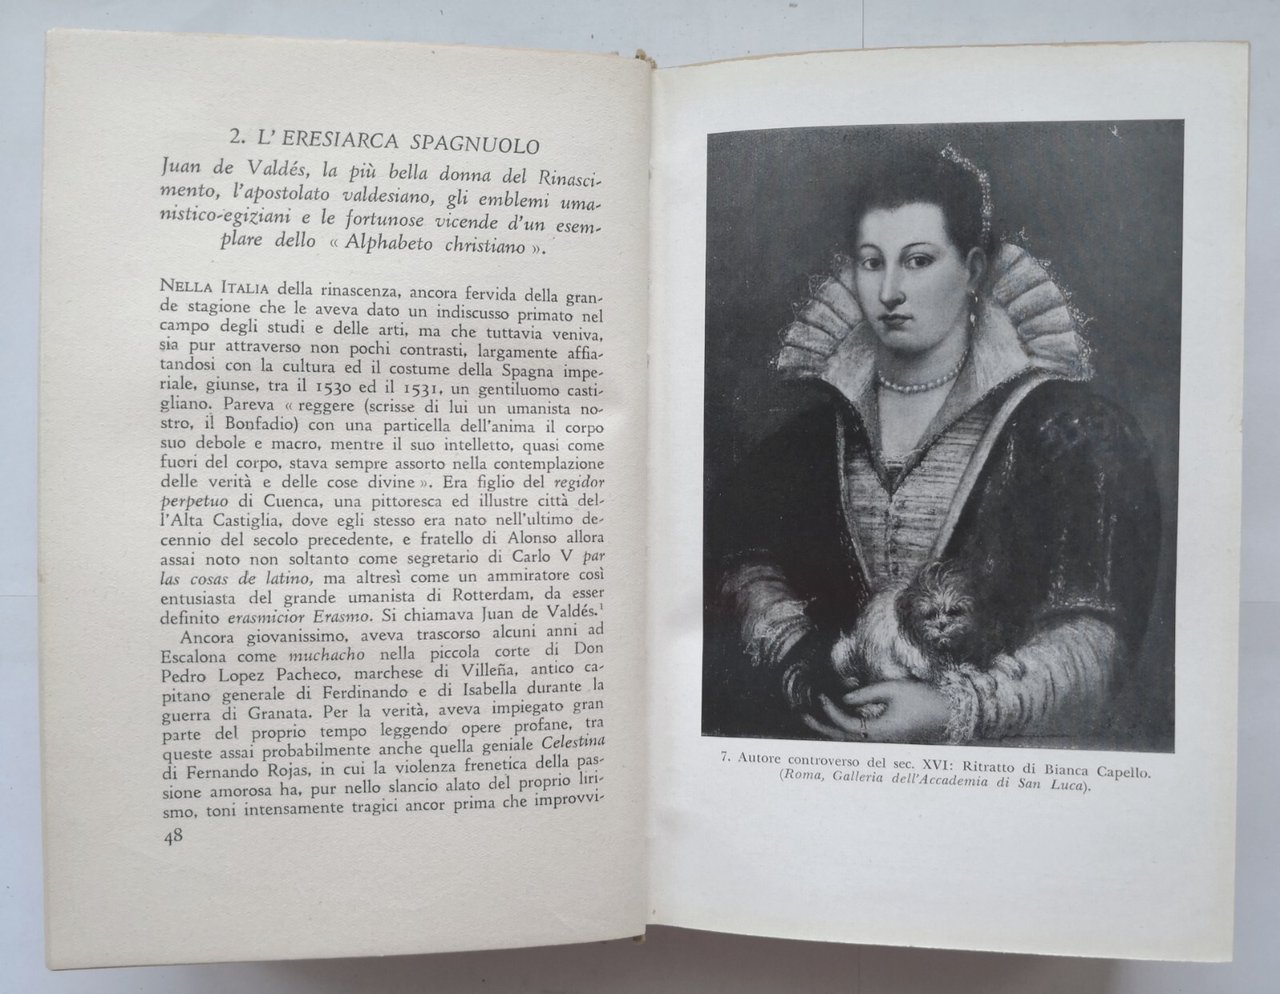 2. L' ERESIARCA SPAGNUOLO
Juan de Valdés, la più bella donna del Rinasci-
mento, l'apostolato valdesiano, gli emblemi uma-
nistico-egiziani e le fortunose vicende d'un esem-
plare dello « Alphabeto christiano ».
NELLA ITALIA della rinascenza, ancora fervida della gran-
de stagione che le aveva dato un indiscusso primato nel
campo degli studi e delle arti, ma che tuttavia veniva,
sia pur attraverso non pochi contrasti, largamente affia-
tandosi con la cultura ed il costume della Spagna impe-
riale, giunse, tra il 1530 ed il 1531, un gentiluomo casti-
gliano. Pareva « reggere (scrisse di lui un umanista no-
stro, il Bonfadio) con una particella dell'anima il corpo
suo debole e macro, mentre il suo intelletto, quasi come
fuori del corpo, stava sempre assorto nella contemplazione
delle verità e delle cose divine ». Era figlio del regidor
perpetuo di Cuenca, una pittoresca ed illustre città del-
l'Alta Castiglia, dove egli stesso era nato nell'ultimo de-
cennio del secolo precedente, e fratello di Alonso allora
assai noto non soltanto come segretario di Carlo V par
las cosas de latino, ma altresì come un ammiratore così
entusiasta del grande umanista di Rotterdam, da esser
definito erasmicior Erasmo. Si chiamava Juan de Valdés.¹
Ancora giovanissimo, aveva trascorso alcuni anni ad
Escalona come muchacho nella piccola corte di Don
Pedro Lopez Pacheco, marchese di Villeña, antico ca-
pitano generale di Ferdinando e di Isabella durante la
guerra di Granata. Per la verità, aveva impiegato gran
parte del proprio tempo leggendo opere profane, tra
queste assai probabilmente anche quella geniale Celestina
di Fernando Rojas, in cui la violenza frenetica della pas-
sione amorosa ha, pur nello slancio alato del proprio liri-
smo, toni intensamente tragici ancor prima che improvvi-
48
7. Autore controverso del sec. XVI: Ritratto di Bianca Capello.
(Roma, Galleria dell'Accademia di San Luca).